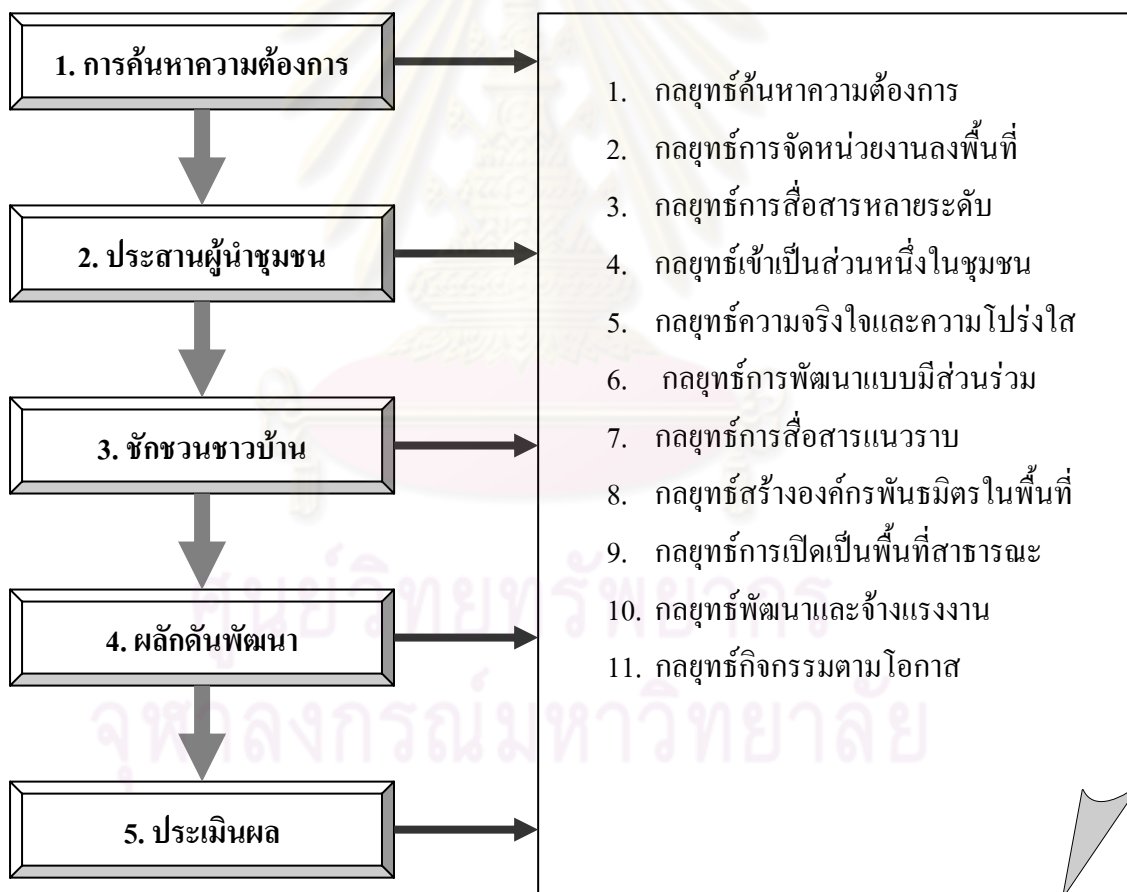 1. การค้นหาความต้องการ
2. ประสานผู้นำชุมชน
3. ชักชวนชาวบ้าน
4. ผลักดันพัฒนา
5. ประเมินผล
1. กลยุทธ์ค้นหาความต้องการ
2. กลยุทธ์การจัดหน่วยงานลงพื้นที่
3. กลยุทธ์การสื่อสารหลายระดับ
4. กลยุทธ์เข้าเป็นส่วนหนึ่งในชุมชน
5. กลยุทธ์ความจริงใจและความโปร่งใส
6. กลยุทธ์การพัฒนาแบบมีส่วนร่วม
7. กลยุทธ์การสื่อสารแนวราบ
8. กลยุทธ์สร้างองค์กรพันธมิตรในพื้นที่
9. กลยุทธ์การเปิดเป็นพื้นที่สาธารณะ
10. กลยุทธ์พัฒนาและจ้างแรงงาน
11. กลยุทธ์กิจกรรมตามโอกาส
ศูนย์วิทยทรัพยากร
จุฬาลงกรณ์มหาวิทยาลัย